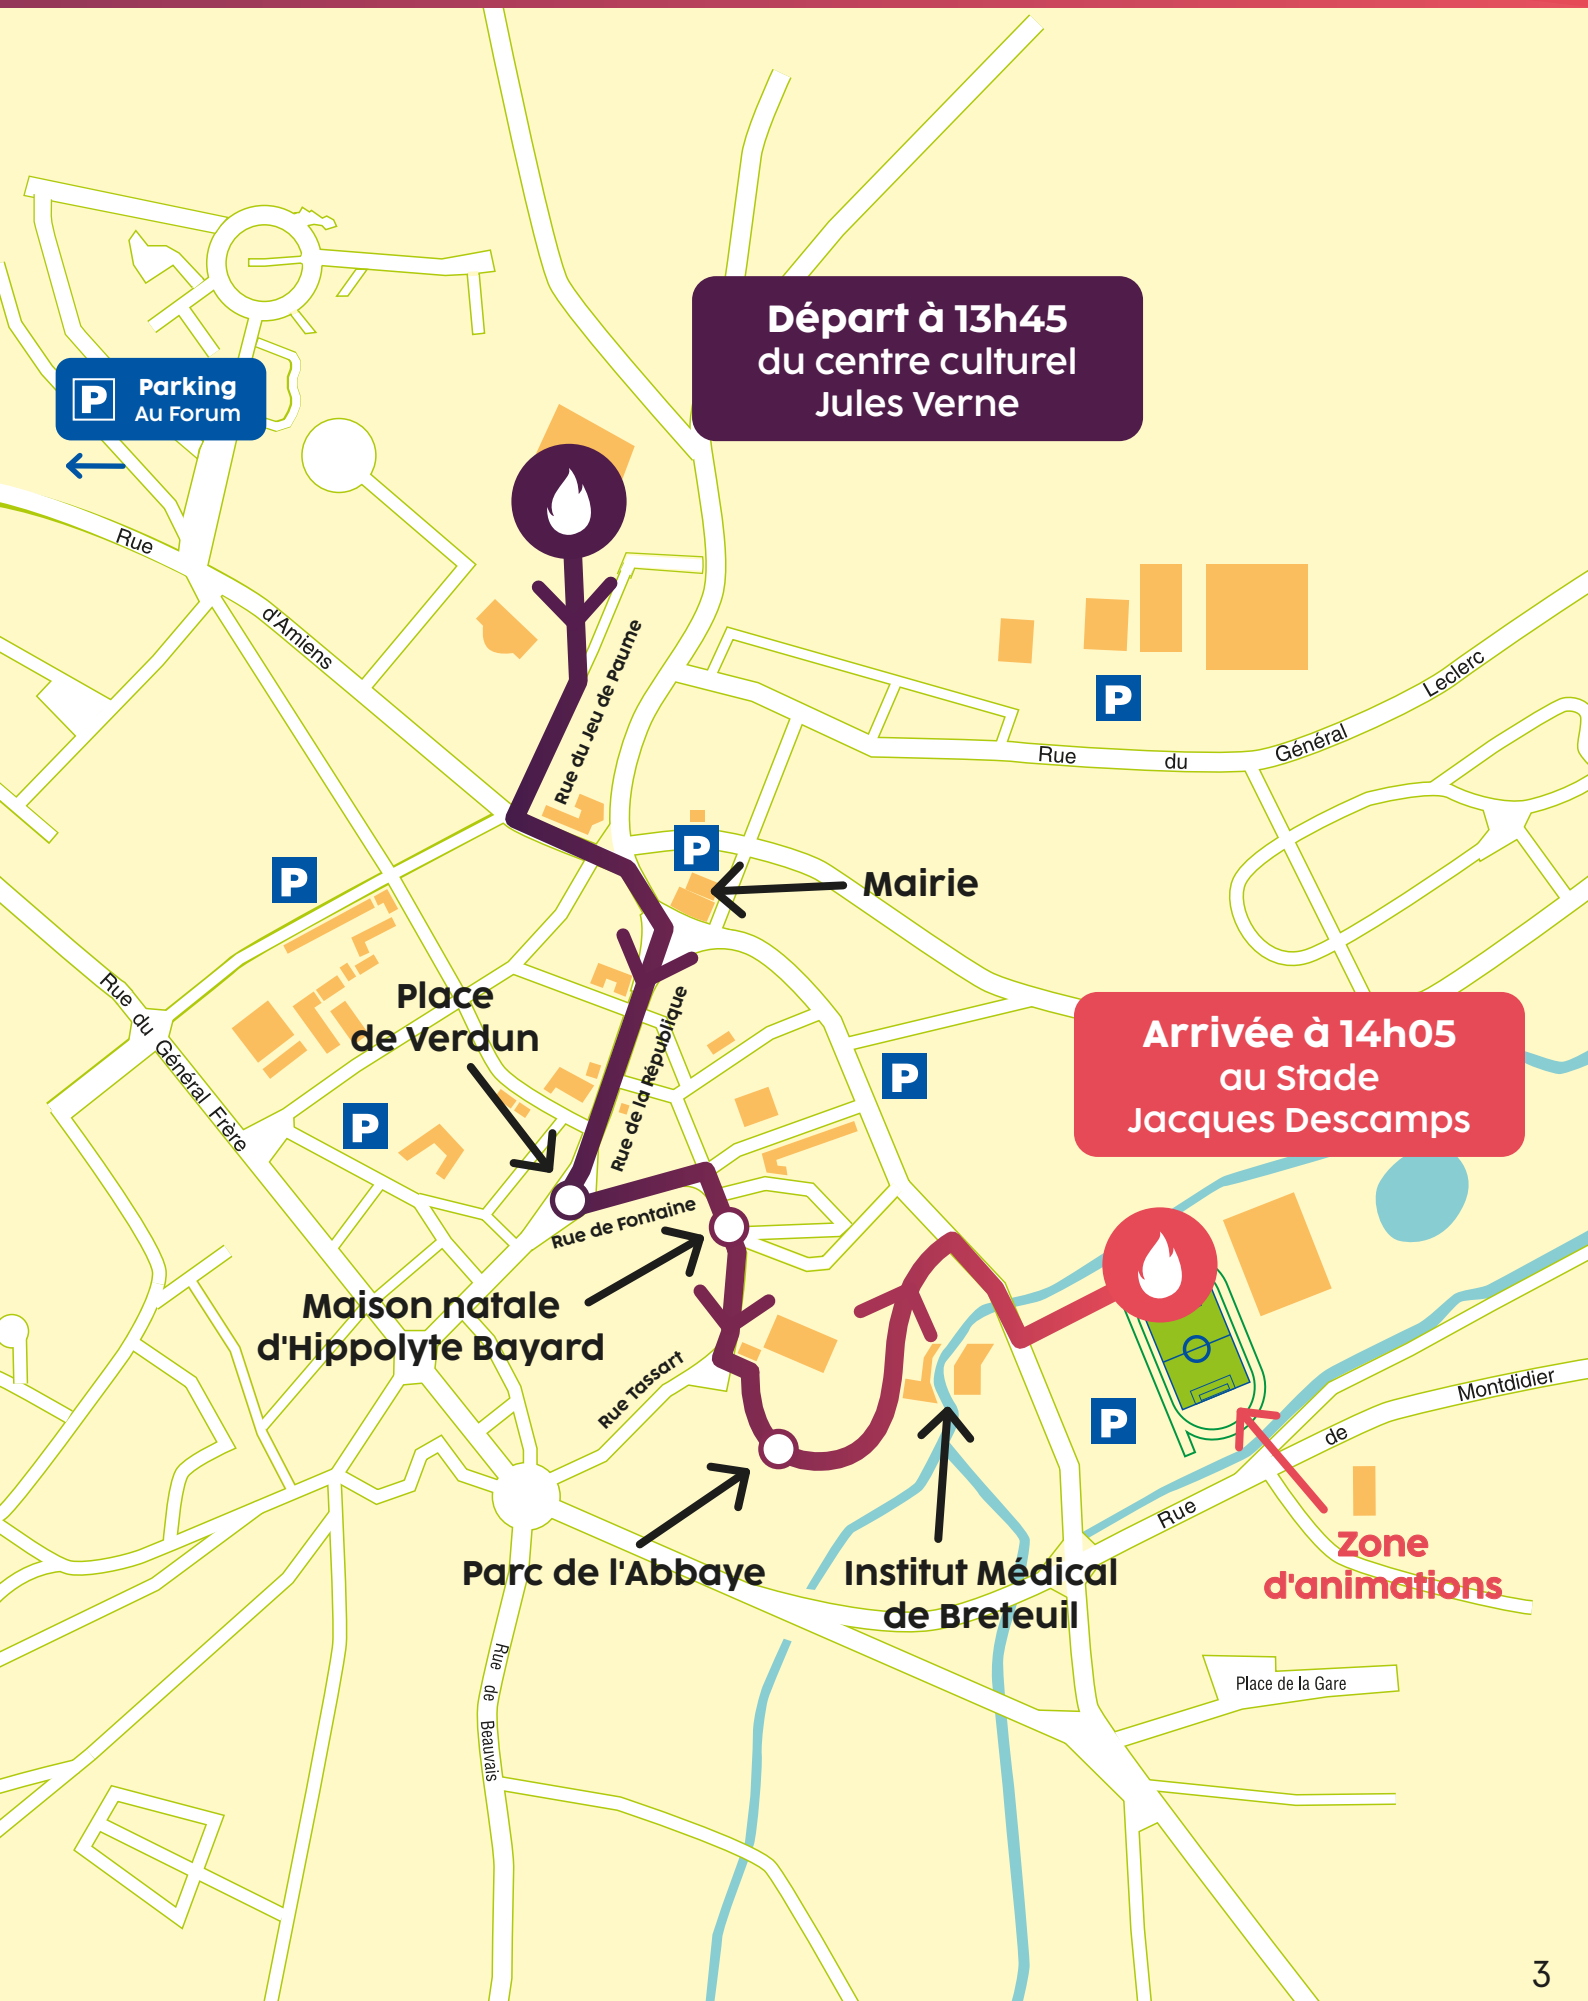 Départ à 13h45
du centre culturel
Jules Verne
P
Parking
Au Forum
Rue
d'Amiens
Rue du Jeu de Paume
P
Leclerc
Général
du
Rue
P
Mairie
P
Rue
du
Général
Frère
Place
de Verdun
P
Rue de la République
P
Arrivée à 14h05
au Stade
Jacques Descamps
Rue de Fontaine
Maison natale
d'Hippolyte Bayard
Rue Tassart
P
Montdidier
de
Rue
Zone
d'animations
Parc de l'Abbaye
Institut Médical
de Breteuil
Rue
de
Beauvais
Place de la Gare
3